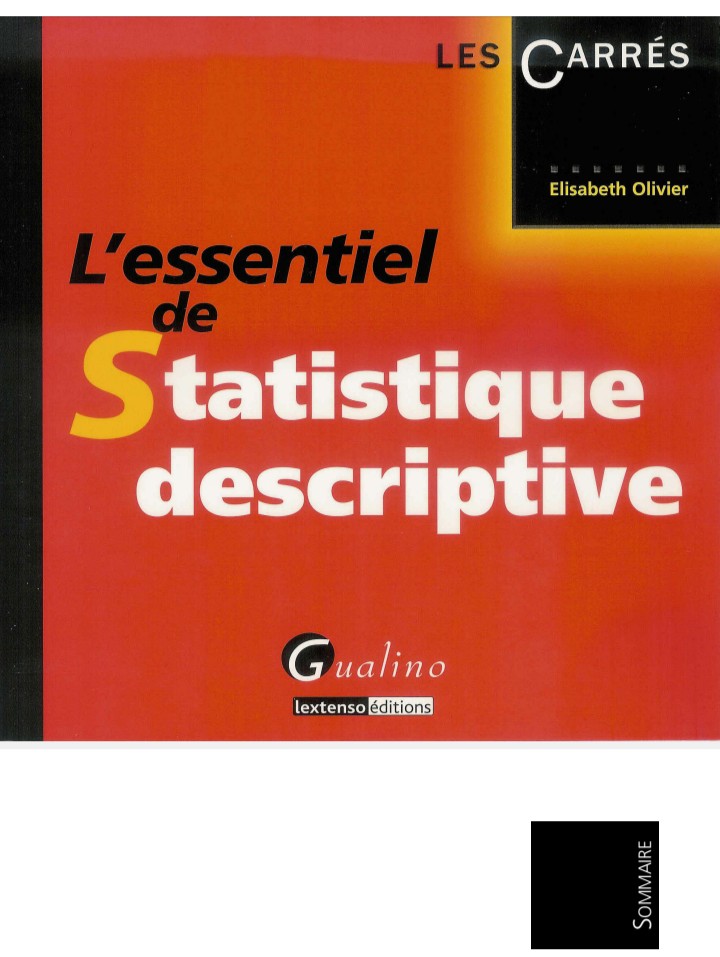 LES CARRÉS
Elisabeth Olivier
L'essentiel
de
Statistique
descriptive
Gualino
lextenso éditions
SOMMAIRE